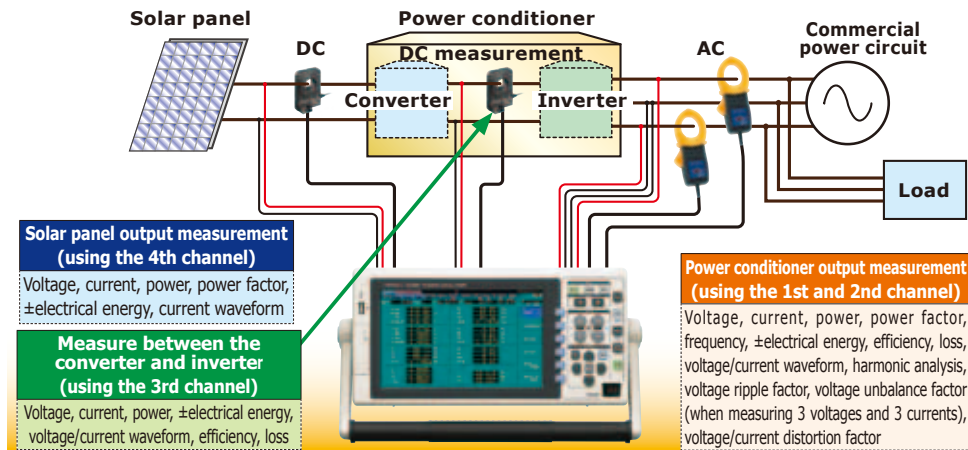 Solar panel
Power conditioner
Commercial
power circuit
DC
DC measurement
AC
Converter
Inverter
Load
Solar panel output measurement
(using the 4th channel)
Voltage, current, power, power factor,
±electrical energy, current waveform
Measure between the
converter and inverter
(using the 3rd channel)
Voltage, current, power, ±electrical energy,
voltage/current waveform, efficiency, loss
Power conditioner output measurement
(using the 1st and 2nd channel)
Voltage, current, power, power factor,
frequency, ±electrical energy, efficiency, loss,
voltage/current waveform, harmonic analysis,
voltage ripple factor, voltage unbalance factor
(when measuring 3 voltages and 3 currents),
voltage/current distortion factor